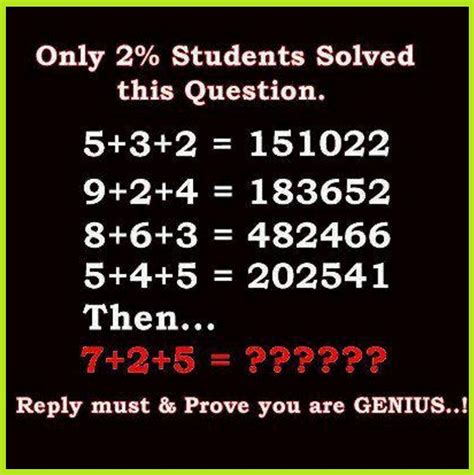 Only 2% Students Solved
this Question.
5+3+2 = 151022
9+2+4 = 183652
8+6+3 = 482466
5+4+5 = 202541
Then...
7+2+5 = ??????
Reply must & Prove you are GENIUS..!